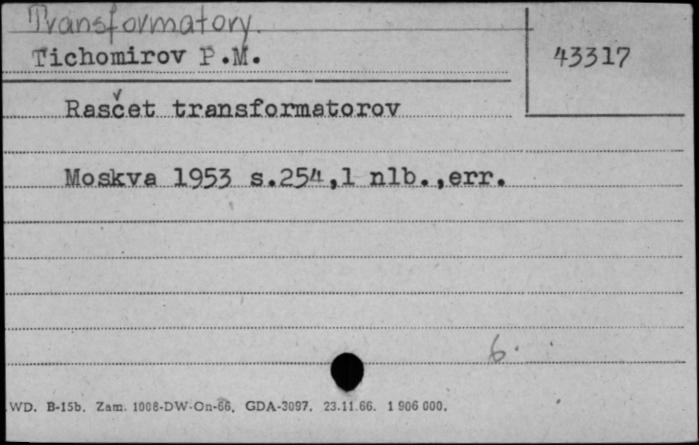 Transformatory.
Tichomirov P.M.
43317
Rasčet transformatorov
Moskva 1953 s.254,1 nlb.,err.
6.
WD. B-15b. Zam. 1008-DW-On-66. GDA-3097. 23.11.66. 1 906 000.